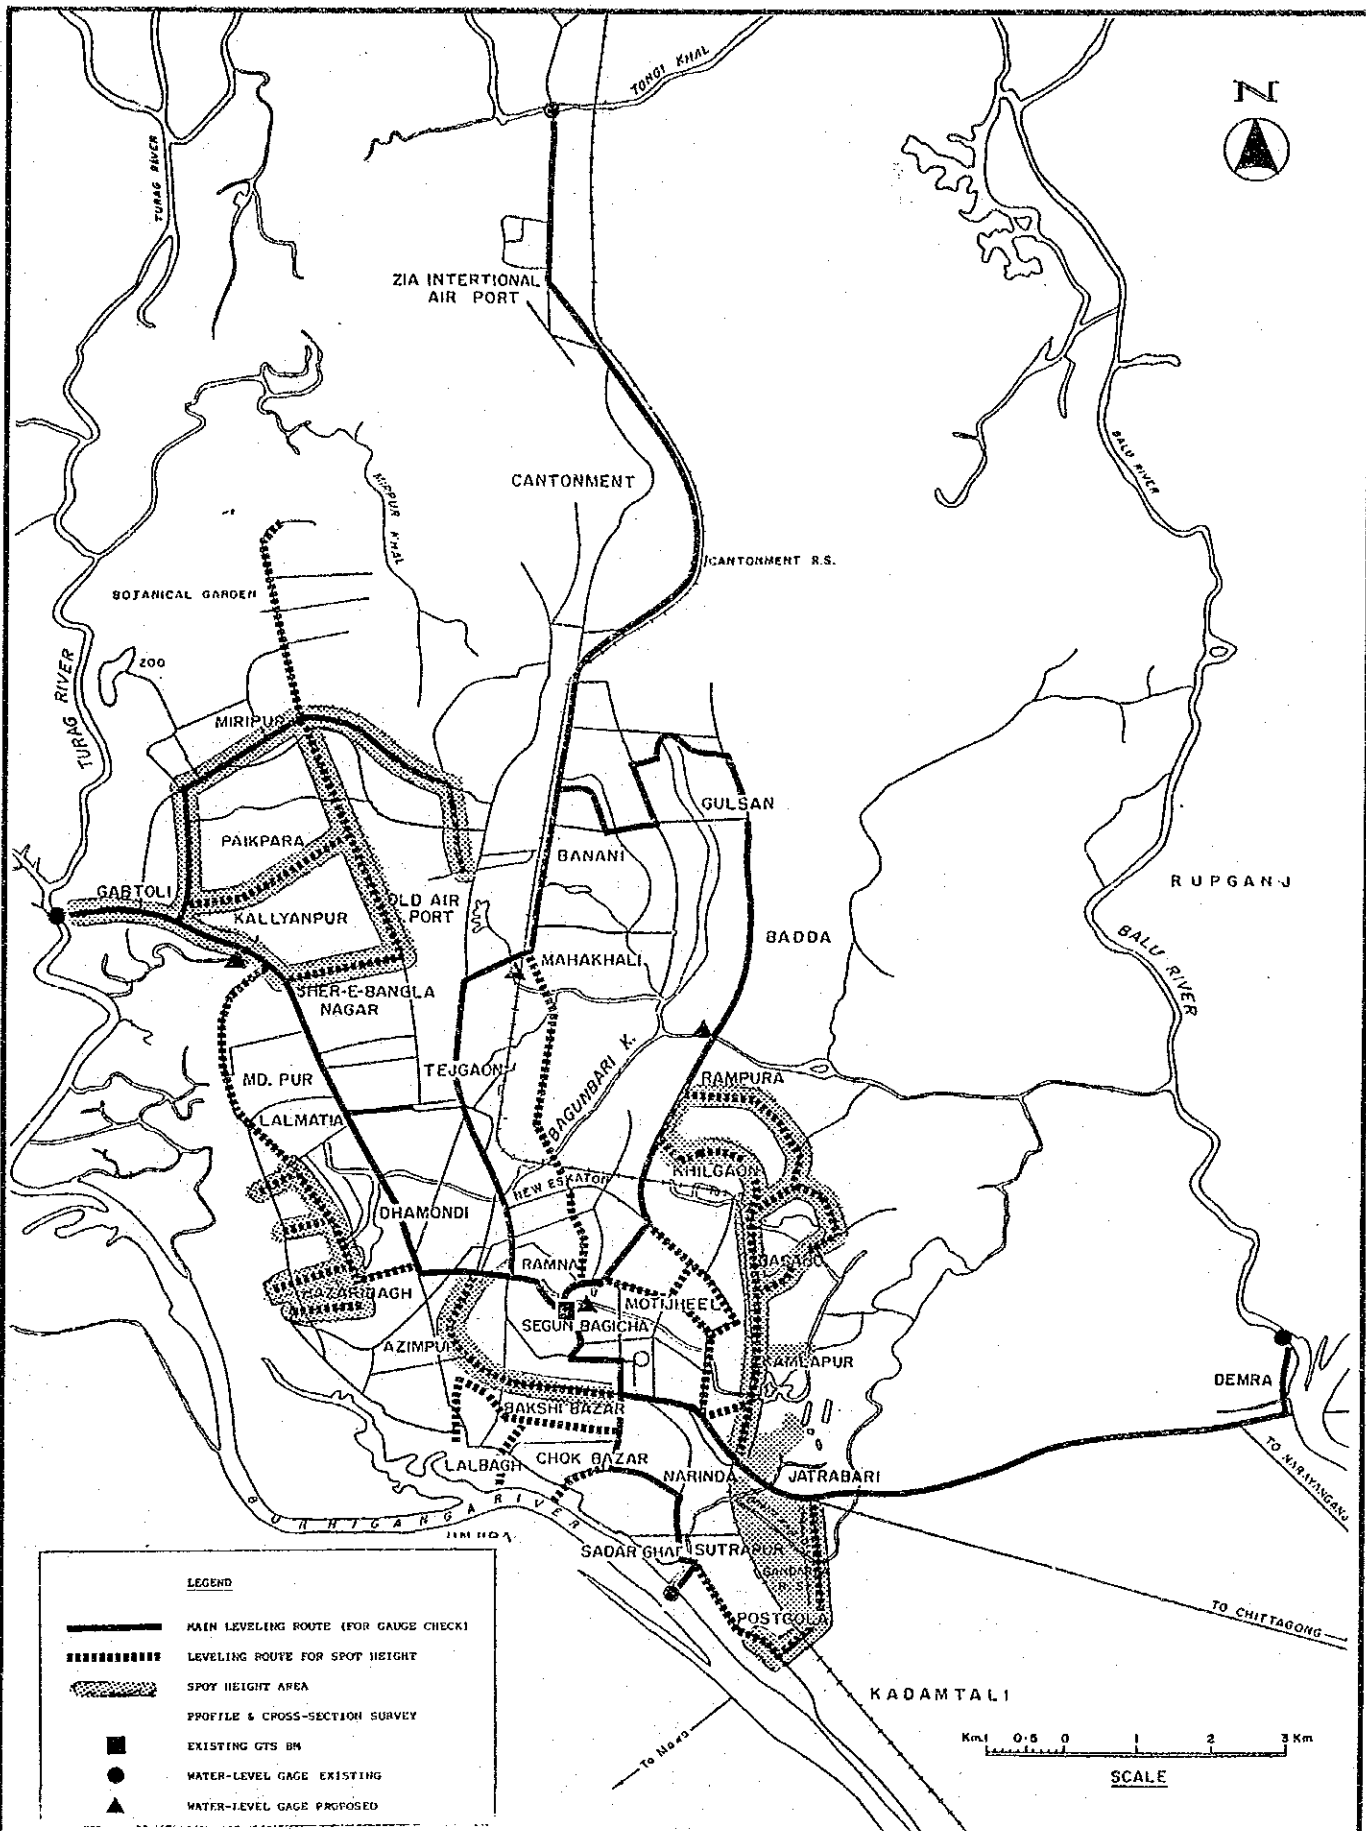 TONGI KHAL
N
TURAG RIVER
ZIA INTERTIONAL
AIR PORT
CANTONMENT
MIRPUR KHAL
BALU RIVER
CANTONMENT R.S.
BOTANICAL GARDEN
ZOO
TURAG RIVER
MIRIPUR
GULSAN
PAIKPARA
BANANI
GABTOLI
RUPGANJ
OLD AIR
PORT
KALLYANPUR
BADDA
BALU RIVER
MAHAKHALI
SHER-E-BANGLA
NAGAR
TEJGAON
BAGUNBARI K.
RAMPURA
MD. PUR
LALMATIA
KHILGAON
NEW ESKATON
DHAMONDI
RAMNA
BASABO
HAZARIBAGH
MOTIJHEEL
SEGUN BAGICHA
AZIMPUR
KAMLAPUR
DEMRA
BAKSHI BAZAR
TO NARAYANGANJ
CHOK BAZAR
LALBAGH
NARINDA
JATRABARI
BURHIGANGA RIVER
SADAR GHAT
SUTRAPUR
POSTGOLA
TO CHITTAGONG
KADAMTALI
TO MAWA
Km.1 0.5 0 1 2 3 Km
SCALE
LEGEND
MAIN LEVELING ROUTE (FOR GAUGE CHECK)
LEVELING ROUTE FOR SPOT HEIGHT
SPOT HEIGHT AREA
PROFILE & CROSS-SECTION SURVEY
EXISTING GTS BM
WATER-LEVEL GAGE EXISTING
WATER-LEVEL GAGE PROPOSED